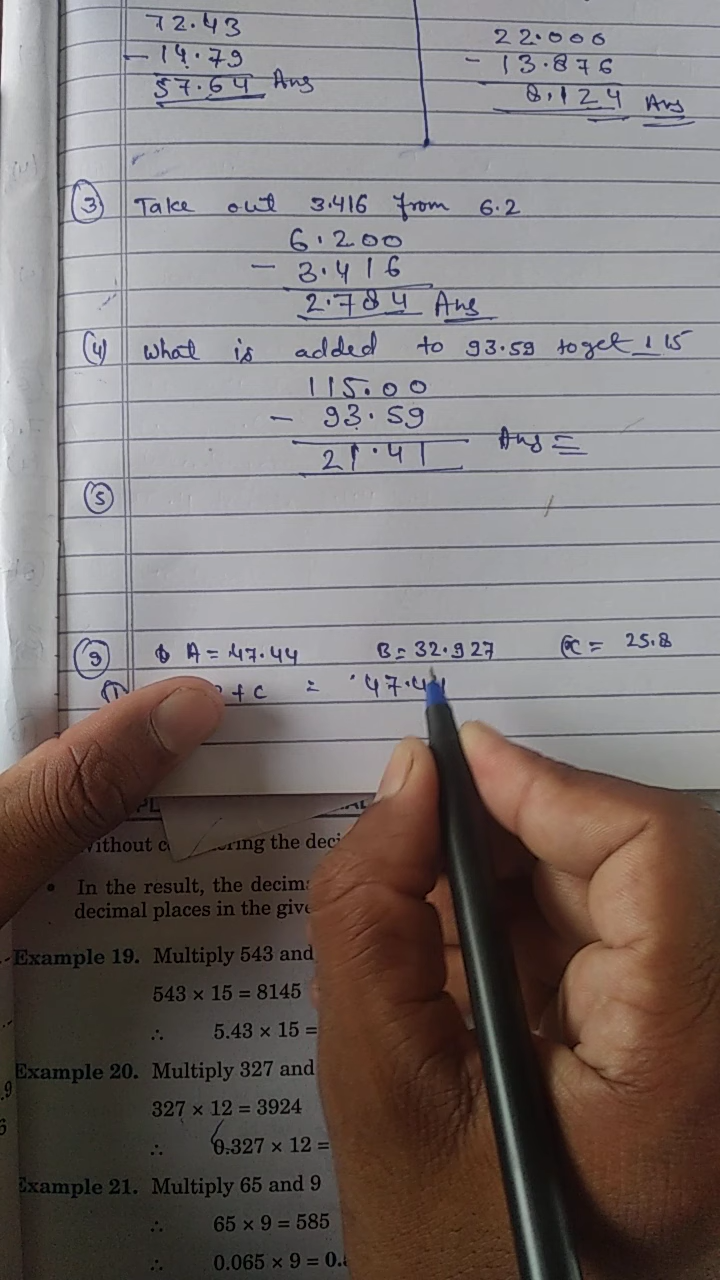 72.43
- 14.79
57.64 Ans
22.000
- 13.876
8.124 Ans
(3) Take out 3.416 from 6.2
6.200
- 3.416
2.784 Ans
(4) What is added to 93.59 to get 115
115.00
- 93.59
21.41 Ans
(5)
(9) A = 47.44 B = 32.927 C = 25.8
+ C = 47.44
the deci
• In the result, the decim
decimal places in the give
Example 19. Multiply 543 and
543 × 15 = 8145
∴ 5.43 × 15 =
Example 20. Multiply 327 and
327 × 12 = 3924
∴ 0.327 × 12 =
Example 21. Multiply 65 and 9
∴ 65 × 9 = 585
∴ 0.065 × 9 = 0.